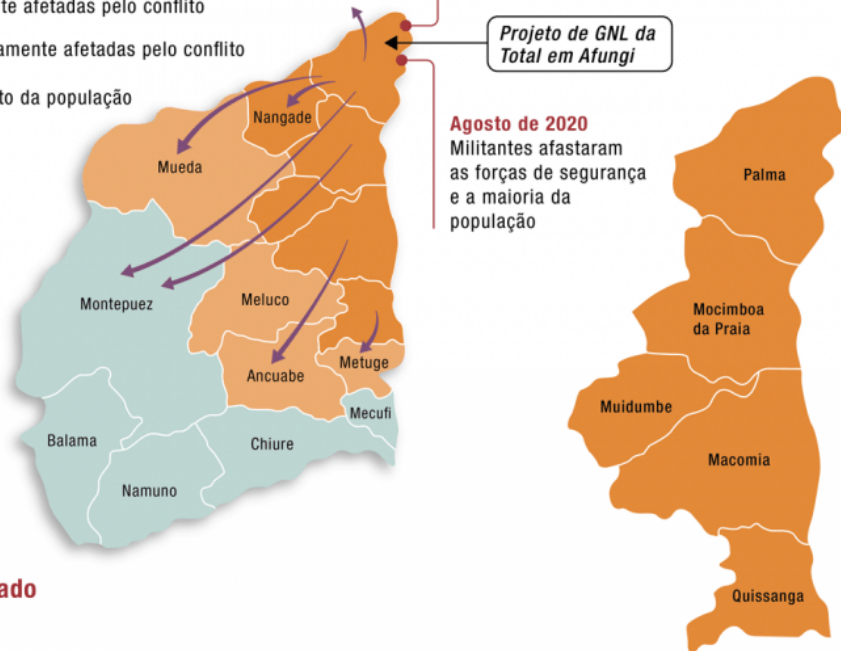 te afetadas pelo conflito
amente afetadas pelo conflito
to da população
Projeto de GNL da
Total em Afungi
Agosto de 2020
Militantes afastaram
as forças de segurança
e a maioria da
população
Nangade
Mueda
Montepuez
Meluco
Ancuabe
Metuge
Mecufi
Balama
Chiure
Namuno
Palma
Mocimboa
da Praia
Muidumbe
Macomia
Quissanga
ado